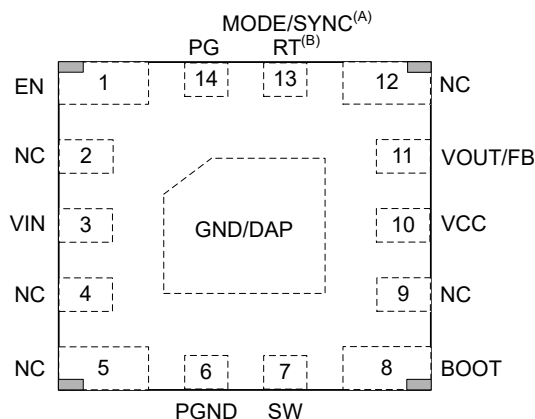 MODE/SYNC(A)
PG RT(B)
EN 1 14 13 12 NC
NC 2 11 VOUT/FB
VIN 3 GND/DAP 10 VCC
NC 4 9 NC
NC 5 6 7 8 BOOT
PGND SW